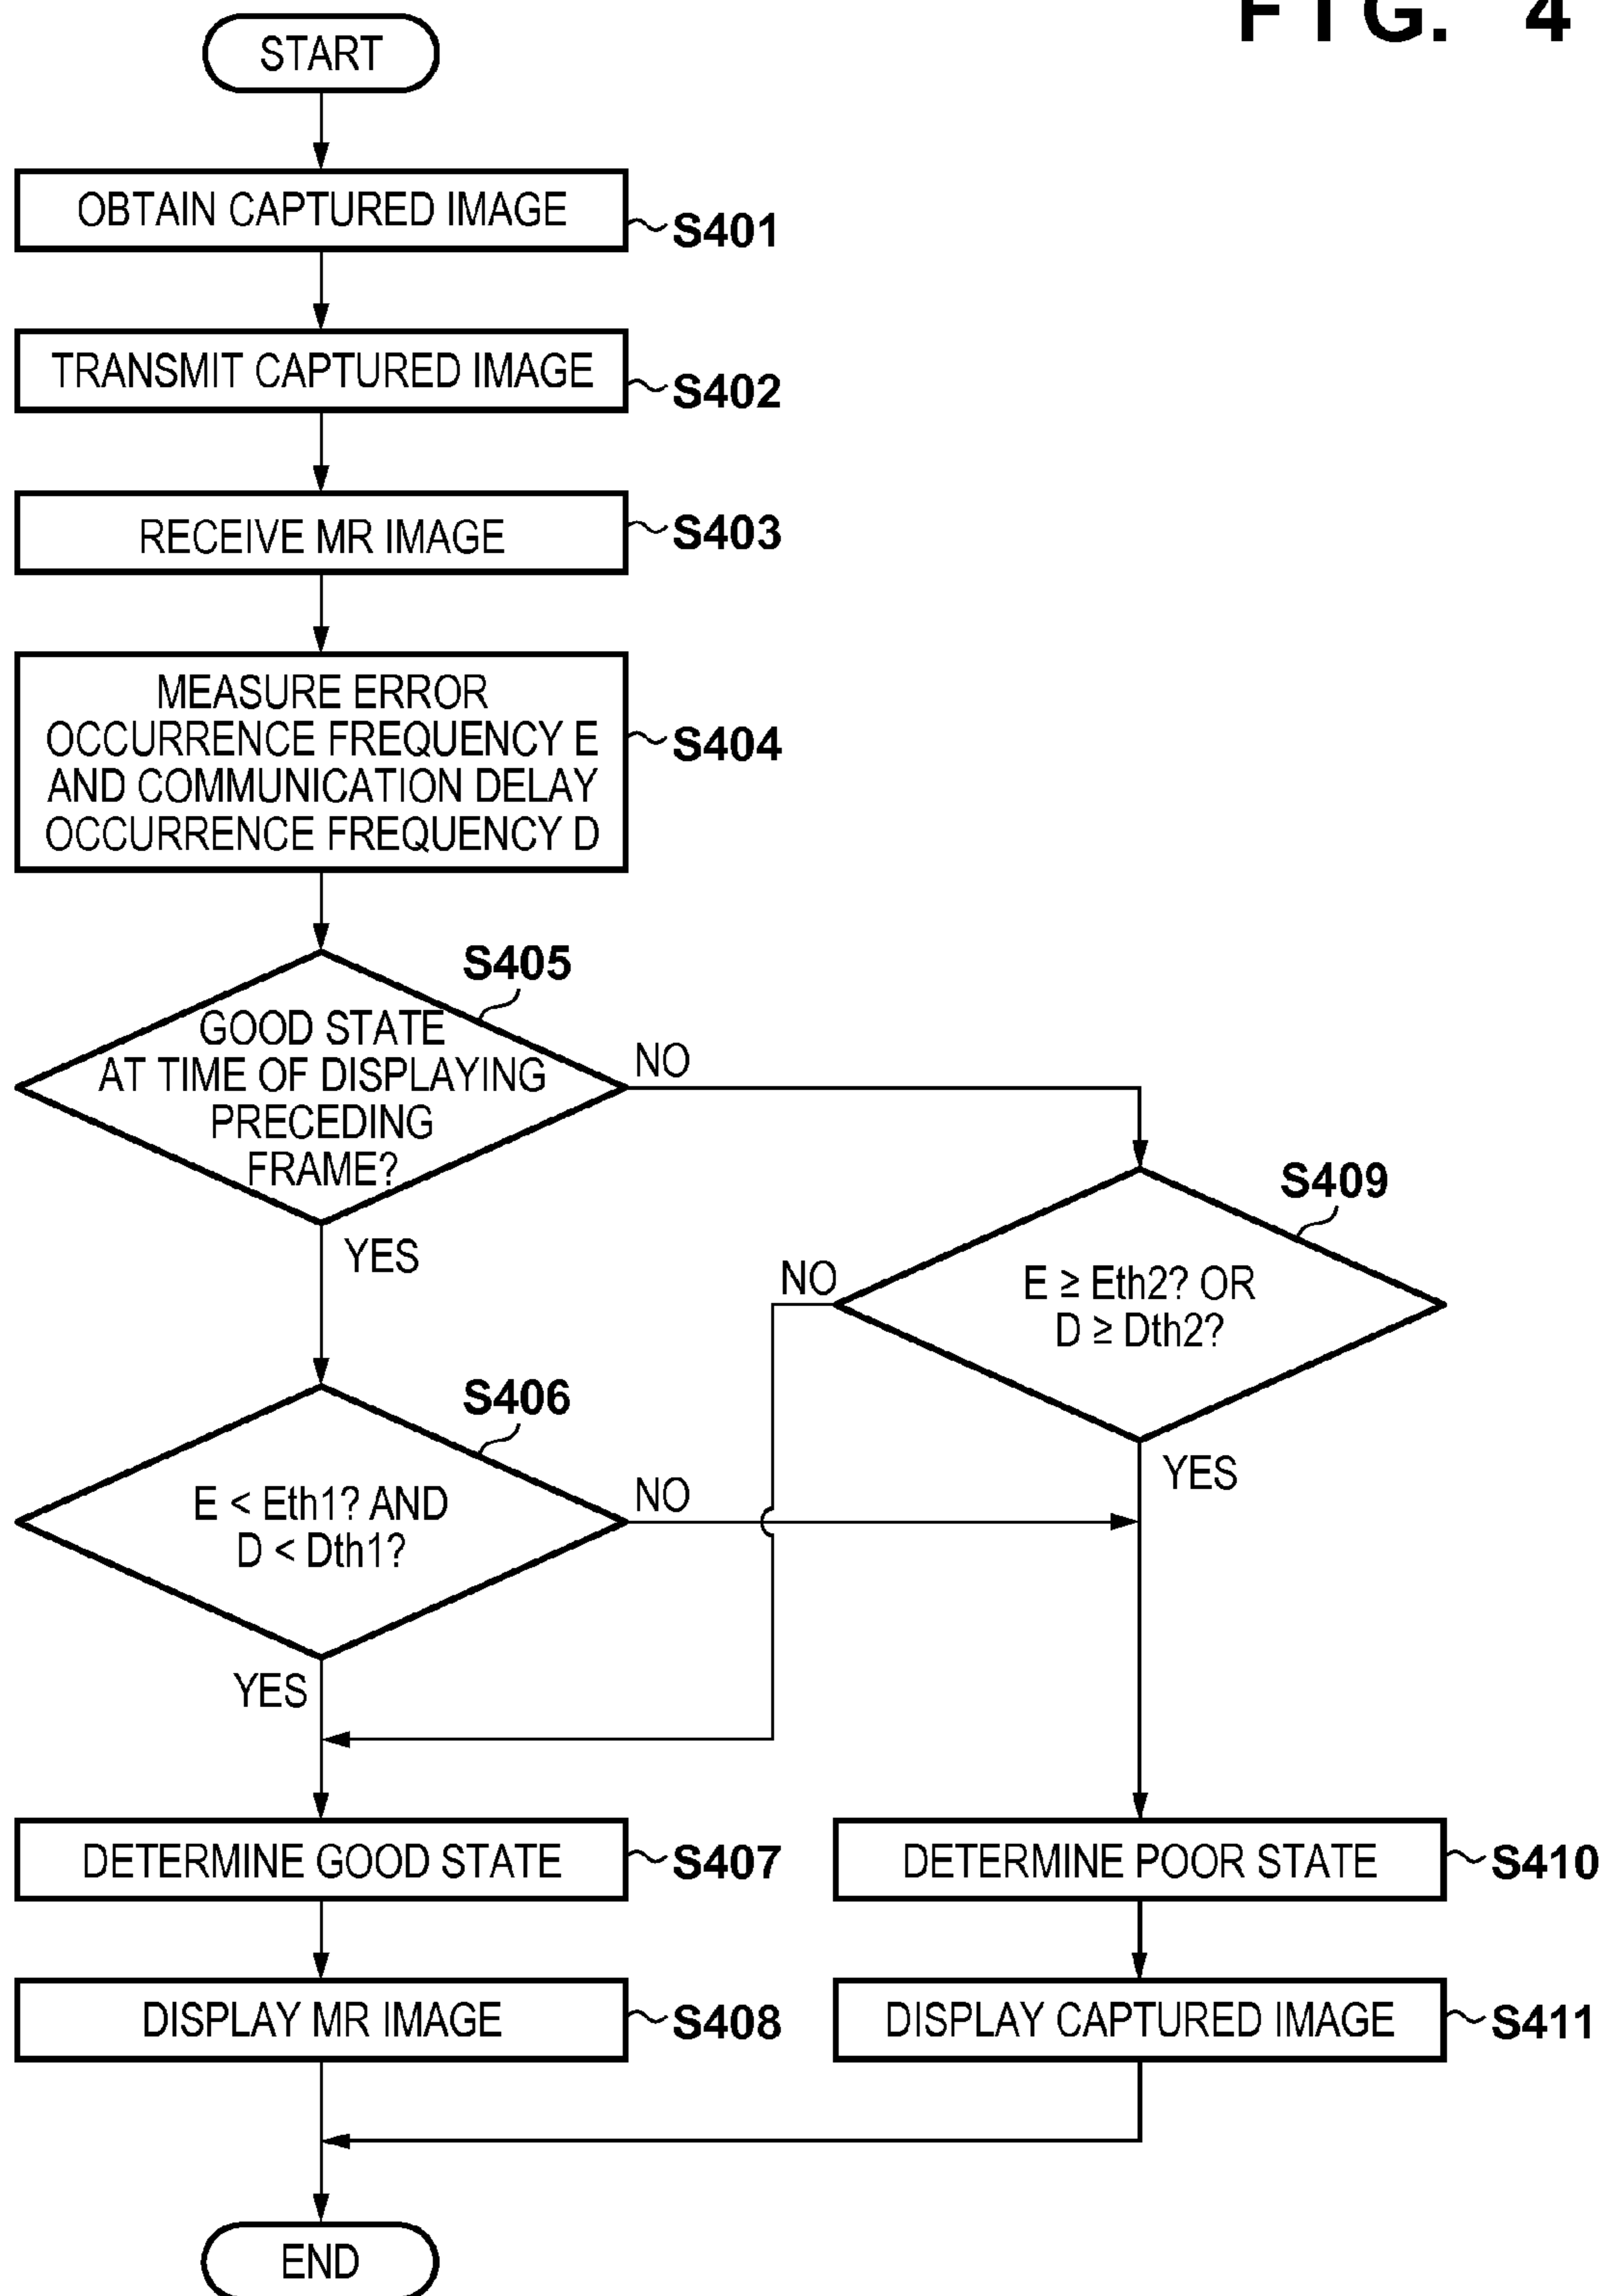 FIG. 4
START
OBTAIN CAPTURED IMAGE
S401
TRANSMIT CAPTURED IMAGE
S402
RECEIVE MR IMAGE
S403
MEASURE ERROR
OCCURRENCE FREQUENCY E
AND COMMUNICATION DELAY
OCCURRENCE FREQUENCY D
S404
S405
GOOD STATE
AT TIME OF DISPLAYING
PRECEDING
FRAME?
NO
YES
S409
E ≥ Eth2? OR
D ≥ Dth2?
NO
YES
S406
E < Eth1? AND
D < Dth1?
NO
YES
DETERMINE GOOD STATE
S407
DETERMINE POOR STATE
S410
DISPLAY MR IMAGE
S408
DISPLAY CAPTURED IMAGE
S411
END